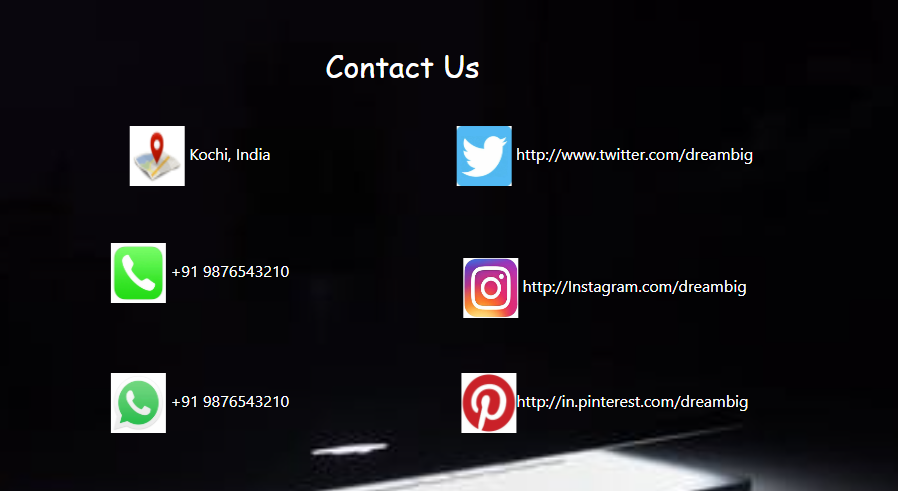 Contact Us
Kochi, India
http://www.twitter.com/dreambig
+91 9876543210
http://Instagram.com/dreambig
+91 9876543210
http://in.pinterest.com/dreambig